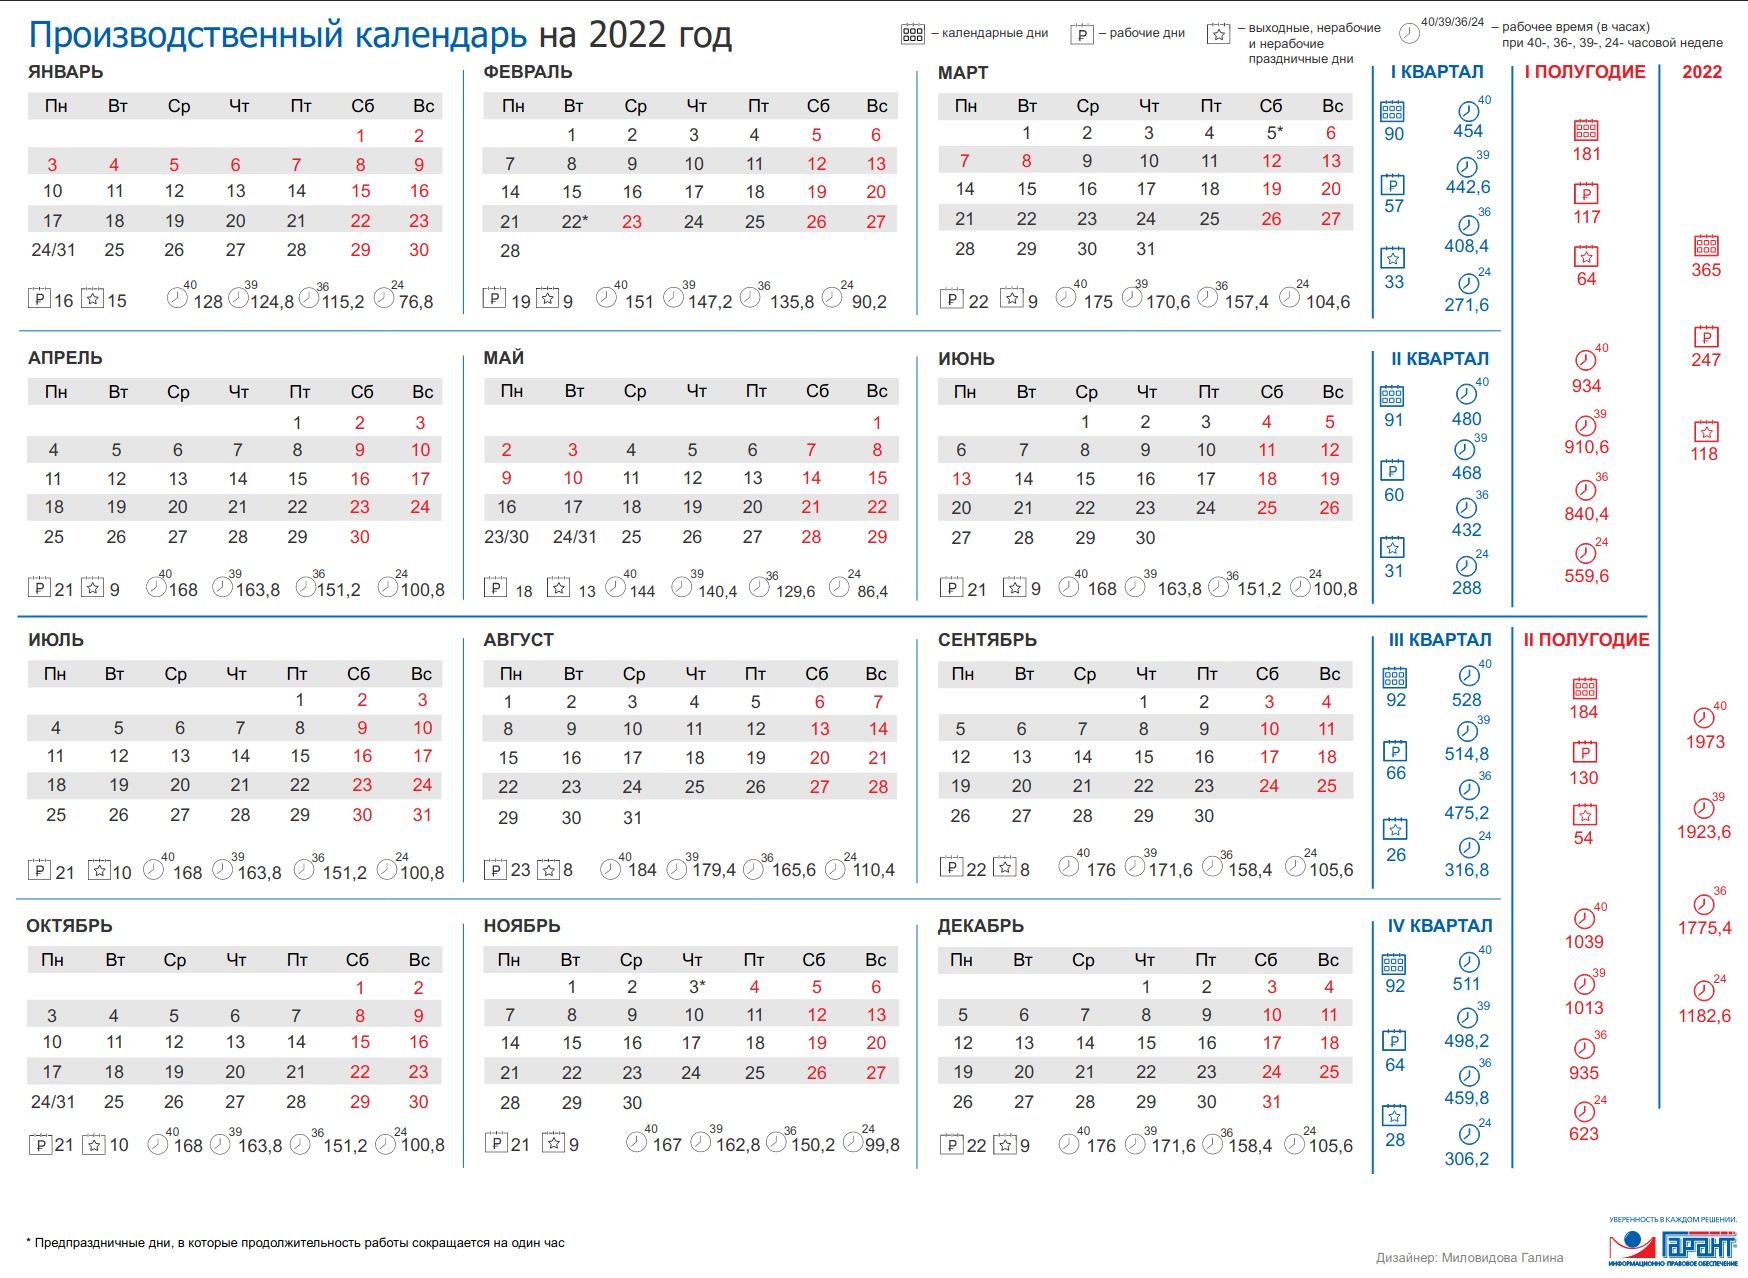 Производственный календарь на 2022 год
– календарные дни
– рабочие дни
– выходные, нерабочие
и нерабочие
праздничные дни
40/39/36/24 – рабочее время (в часах)
при 40-, 36-, 39-, 24- часовой неделе
ЯНВАРЬ
Пн Вт Ср Чт Пт Сб Вс
1 2
3 4 5 6 7 8 9
10 11 12 13 14 15 16
17 18 19 20 21 22 23
24/31 25 26 27 28 29 30
₽ 16 15 40 128 39 124,8 36 115,2 24 76,8
ФЕВРАЛЬ
Пн Вт Ср Чт Пт Сб Вс
1 2 3 4 5 6
7 8 9 10 11 12 13
14 15 16 17 18 19 20
21 22* 23 24 25 26 27
28
₽ 19 9 40 151 39 147,2 36 135,8 24 90,2
МАРТ
Пн Вт Ср Чт Пт Сб Вс
1 2 3 4 5* 6
7 8 9 10 11 12 13
14 15 16 17 18 19 20
21 22 23 24 25 26 27
28 29 30 31
₽ 22 9 40 175 39 170,6 36 157,4 24 104,6
I КВАРТАЛ
90 40 454
39 442,6
₽ 57
36 408,4
33 24 271,6
АПРЕЛЬ
Пн Вт Ср Чт Пт Сб Вс
1 2 3
4 5 6 7 8 9 10
11 12 13 14 15 16 17
18 19 20 21 22 23 24
25 26 27 28 29 30
₽ 21 9 40 168 39 163,8 36 151,2 24 100,8
МАЙ
Пн Вт Ср Чт Пт Сб Вс
1
2 3 4 5 6 7 8
9 10 11 12 13 14 15
16 17 18 19 20 21 22
23/30 24/31 25 26 27 28 29
₽ 18 13 40 144 39 140,4 36 129,6 24 86,4
ИЮНЬ
Пн Вт Ср Чт Пт Сб Вс
1 2 3 4 5
6 7 8 9 10 11 12
13 14 15 16 17 18 19
20 21 22 23 24 25 26
27 28 29 30
₽ 21 9 40 168 39 163,8 36 151,2 24 100,8
II КВАРТАЛ
91 40 480
39 468
₽ 60
36 432
31 24 288
I ПОЛУГОДИЕ
181
₽ 117
64
40 934
39 910,6
36 840,4
24 559,6
ИЮЛЬ
Пн Вт Ср Чт Пт Сб Вс
1 2 3
4 5 6 7 8 9 10
11 12 13 14 15 16 17
18 19 20 21 22 23 24
25 26 27 28 29 30 31
₽ 21 10 40 168 39 163,8 36 151,2 24 100,8
АВГУСТ
Пн Вт Ср Чт Пт Сб Вс
1 2 3 4 5 6 7
8 9 10 11 12 13 14
15 16 17 18 19 20 21
22 23 24 25 26 27 28
29 30 31
₽ 23 8 40 184 39 179,4 36 165,6 24 110,4
СЕНТЯБРЬ
Пн Вт Ср Чт Пт Сб Вс
1 2 3 4
5 6 7 8 9 10 11
12 13 14 15 16 17 18
19 20 21 22 23 24 25
26 27 28 29 30
₽ 22 8 40 176 39 171,6 36 158,4 24 105,6
III КВАРТАЛ
92 40 528
39 514,8
₽ 66
36 475,2
26 24 316,8
ОКТЯБРЬ
Пн Вт Ср Чт Пт Сб Вс
1 2
3 4 5 6 7 8 9
10 11 12 13 14 15 16
17 18 19 20 21 22 23
24/31 25 26 27 28 29 30
₽ 21 10 40 168 39 163,8 36 151,2 24 100,8
НОЯБРЬ
Пн Вт Ср Чт Пт Сб Вс
1 2 3* 4 5 6
7 8 9 10 11 12 13
14 15 16 17 18 19 20
21 22 23 24 25 26 27
28 29 30
₽ 21 9 40 167 39 162,8 36 150,2 24 99,8
ДЕКАБРЬ
Пн Вт Ср Чт Пт Сб Вс
1 2 3 4
5 6 7 8 9 10 11
12 13 14 15 16 17 18
19 20 21 22 23 24 25
26 27 28 29 30 31
₽ 22 9 40 176 39 171,6 36 158,4 24 105,6
IV КВАРТАЛ
92 40 511
39 498,2
₽ 64
36 459,8
28 24 306,2
II ПОЛУГОДИЕ
184
₽ 130
54
40 1039
39 1013
36 935
24 623
2022
365
₽ 247
118
40 1973
39 1923,6
36 1775,4
24 1182,6
* Предпраздничные дни, в которые продолжительность работы сокращается на один час
Дизайнер: Миловидова Галина
УВЕРЕННОСТЬ В КАЖДОМ РЕШЕНИИ.
ГАРАНТ
ИНФОРМАЦИОННО-ПРАВОВОЕ ОБЕСПЕЧЕНИЕ